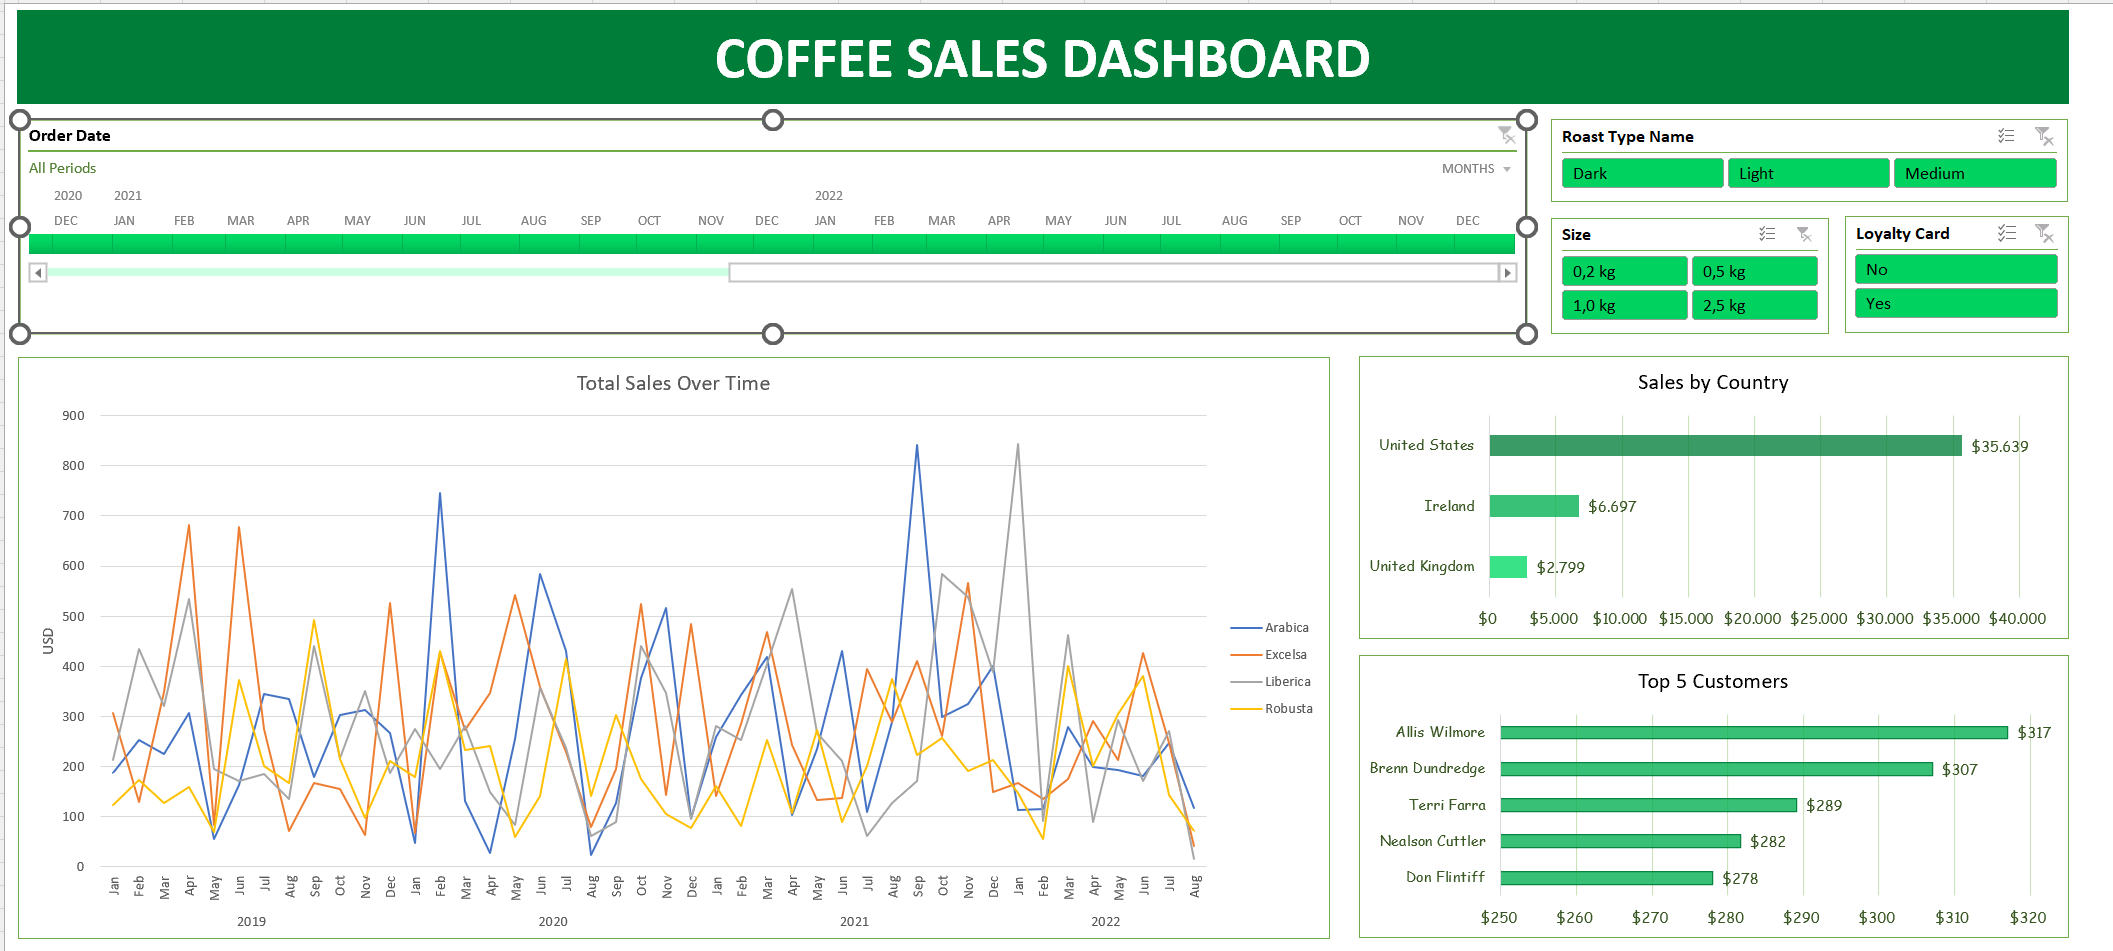 COFFEE SALES DASHBOARD
Order Date
All Periods
MONTHS
2020 2021 2022
DEC JAN FEB MAR APR MAY JUN JUL AUG SEP OCT NOV DEC JAN FEB MAR APR MAY JUN JUL AUG SEP OCT NOV DEC
Roast Type Name
Dark Light Medium
Size
0,2 kg 0,5 kg
1,0 kg 2,5 kg
Loyalty Card
No
Yes
Total Sales Over Time
900
800
700
600
500
400
300
200
100
0
USD
Jan Feb Mar Apr May Jun Jul Aug Sep Oct Nov Dec Jan Feb Mar Apr May Jun Jul Aug Sep Oct Nov Dec Jan Feb Mar Apr May Jun Jul Aug Sep Oct Nov Dec Jan Feb Mar Apr May Jun Jul Aug
2019 2020 2021 2022
Arabica
Excelsa
Liberica
Robusta
Sales by Country
United States $35.639
Ireland $6.697
United Kingdom $2.799
$0 $5.000 $10.000 $15.000 $20.000 $25.000 $30.000 $35.000 $40.000
Top 5 Customers
Allis Wilmore $317
Brenn Dundredge $307
Terri Farra $289
Nealson Cuttler $282
Don Flintiff $278
$250 $260 $270 $280 $290 $300 $310 $320